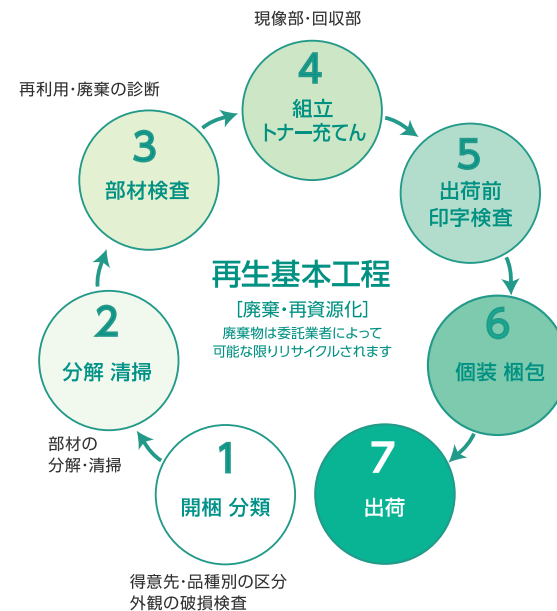 再生基本工程
[廃棄・再資源化]
廃棄物は委託業者によって
可能な限りリサイクルされます
1
開梱 分類
得意先・品種別の区分
外観の破損検査
2
分解 清掃
部材の
分解・清掃
3
部材検査
再利用・廃棄の診断
4
組立
トナー充てん
現像部・回収部
5
出荷前
印字検査
6
個装 梱包
7
出荷